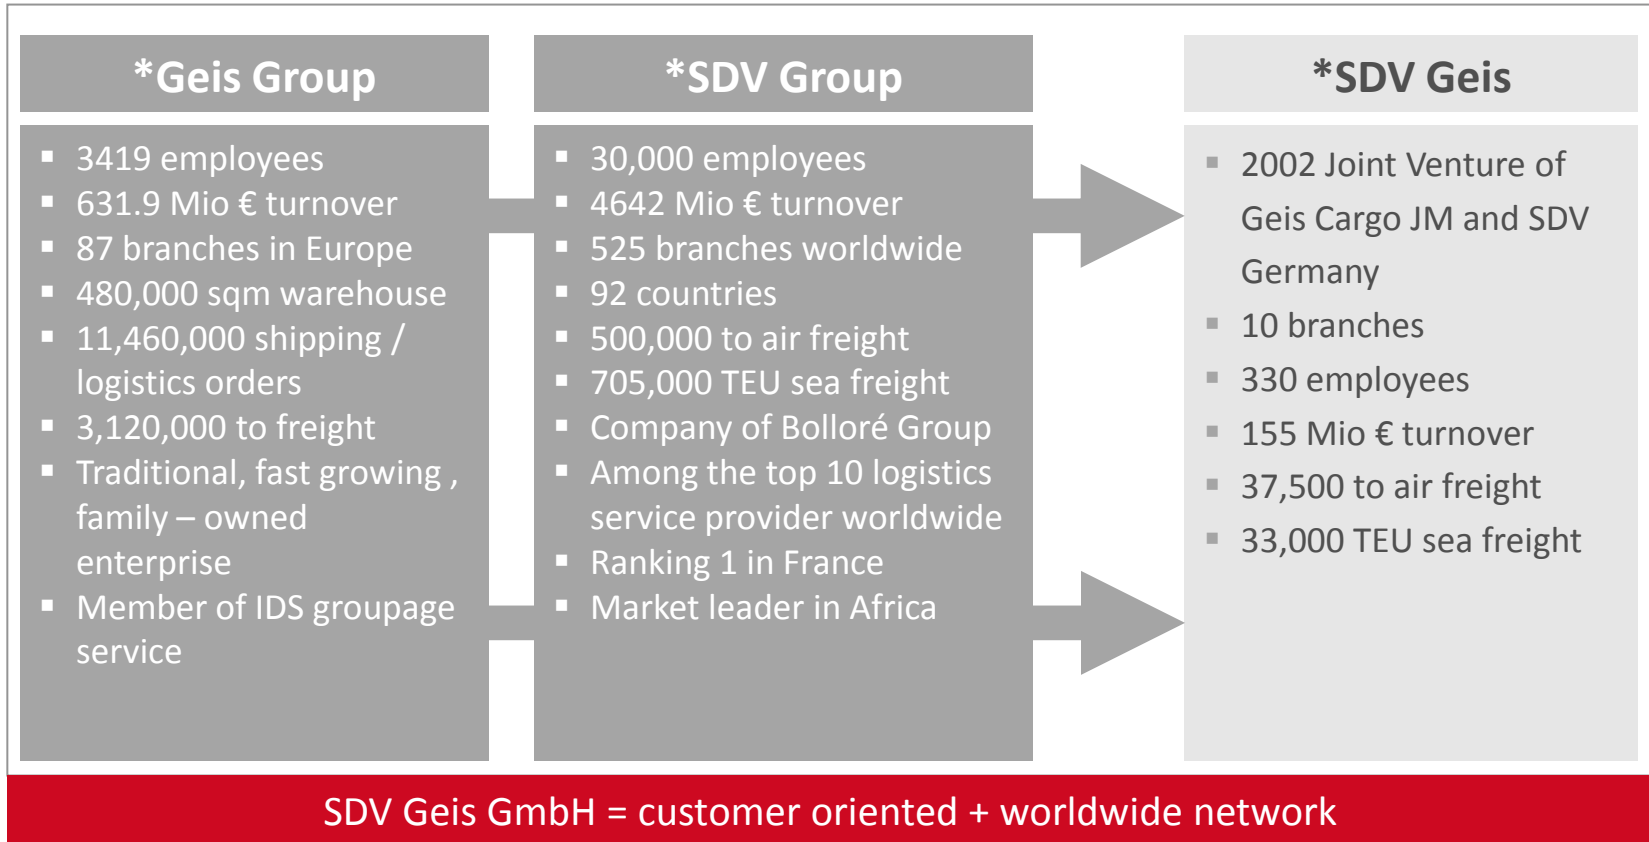 *Geis Group
▪ 3419 employees
▪ 631.9 Mio € turnover
▪ 87 branches in Europe
▪ 480,000 sqm warehouse
▪ 11,460,000 shipping /
logistics orders
▪ 3,120,000 to freight
▪ Traditional, fast growing ,
family – owned
enterprise
▪ Member of IDS groupage
service
*SDV Group
▪ 30,000 employees
▪ 4642 Mio € turnover
▪ 525 branches worldwide
▪ 92 countries
▪ 500,000 to air freight
▪ 705,000 TEU sea freight
▪ Company of Bolloré Group
▪ Among the top 10 logistics
service provider worldwide
▪ Ranking 1 in France
▪ Market leader in Africa
*SDV Geis
▪ 2002 Joint Venture of
Geis Cargo JM and SDV
Germany
▪ 10 branches
▪ 330 employees
▪ 155 Mio € turnover
▪ 37,500 to air freight
▪ 33,000 TEU sea freight
SDV Geis GmbH = customer oriented + worldwide network